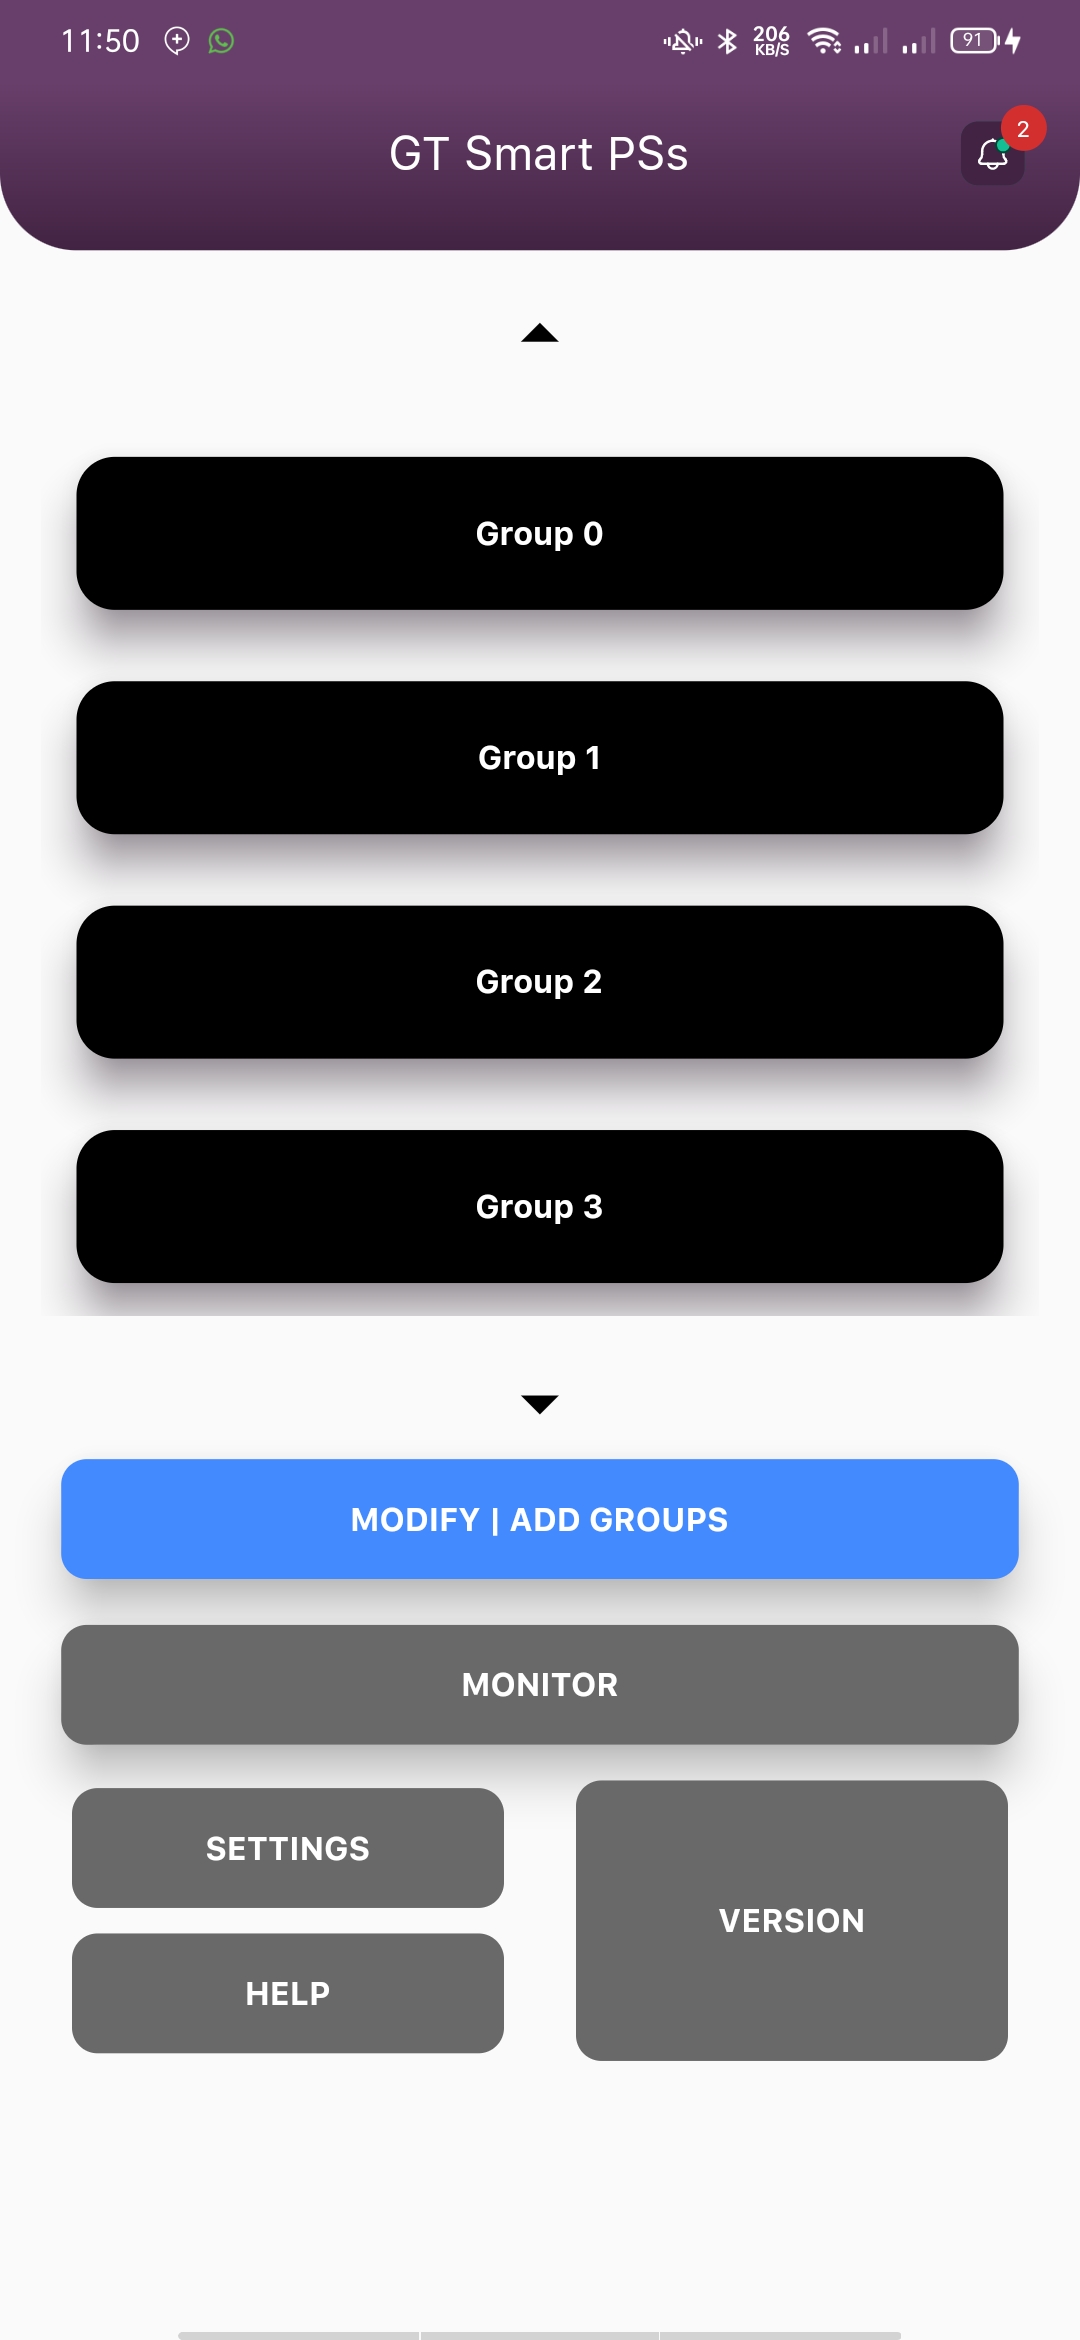 11:50
206
KB/S
91
GT Smart PSs
2
Group 0
Group 1
Group 2
Group 3
MODIFY | ADD GROUPS
MONITOR
SETTINGS
VERSION
HELP